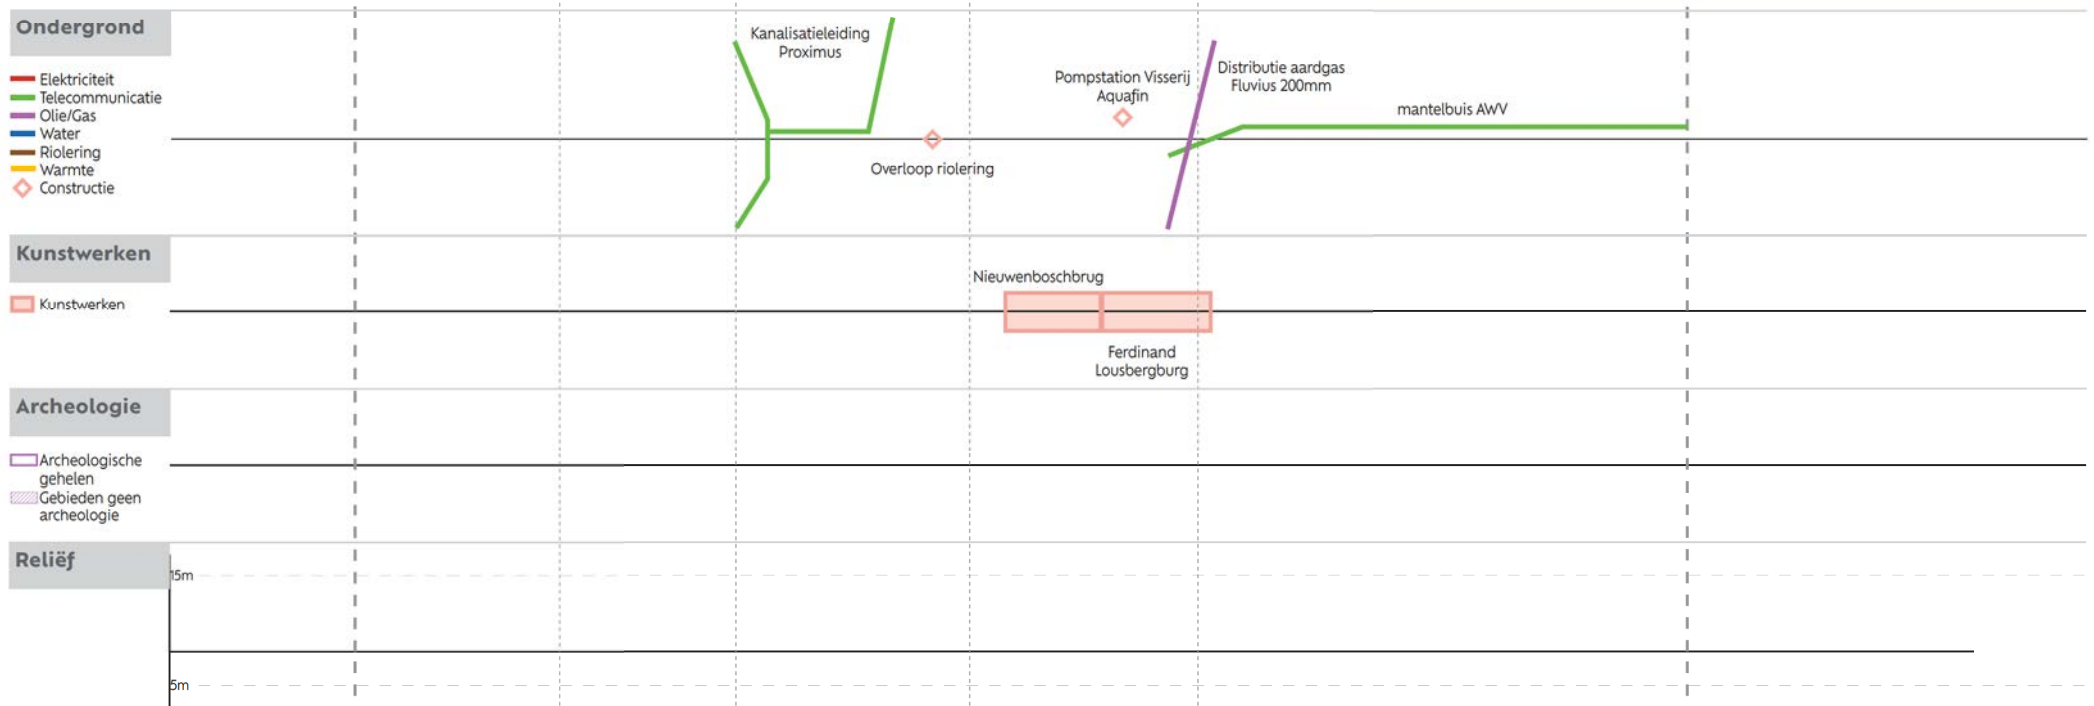 Ondergrond
Elektriciteit
Telecommunicatie
Olie/Gas
Water
Riolering
Warmte
Constructie
Kanalisatieleiding
Proximus
Overloop riolering
Pompstation Visserij
Aquafin
Distributie aardgas
Fluvius 200mm
mantelbuis AWV
Kunstwerken
Kunstwerken
Nieuwenboschbrug
Ferdinand
Lousbergburg
Archeologie
Archeologische
gehelen
Gebieden geen
archeologie
Reliëf
15m
5m